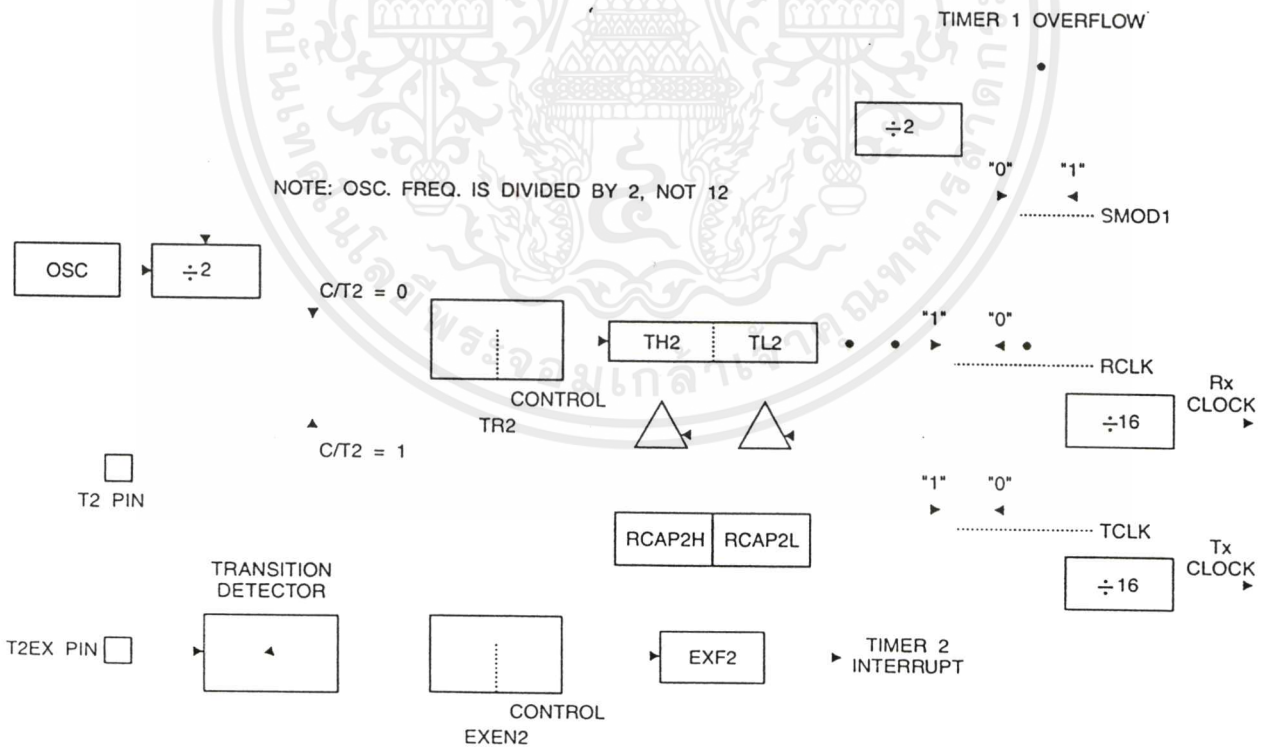 TIMER 1 OVERFLOW
÷2
"0" "1"
NOTE: OSC. FREQ. IS DIVIDED BY 2, NOT 12
SMOD1
OSC
÷2
C/T2 = 0
"1" "0"
TH2 TL2
RCLK
Rx
CLOCK
CONTROL
TR2
÷16
C/T2 = 1
T2 PIN
"1" "0"
RCAP2H RCAP2L
TCLK
Tx
CLOCK
TRANSITION
DETECTOR
÷16
T2EX PIN
EXF2
TIMER 2
INTERRUPT
CONTROL
EXEN2